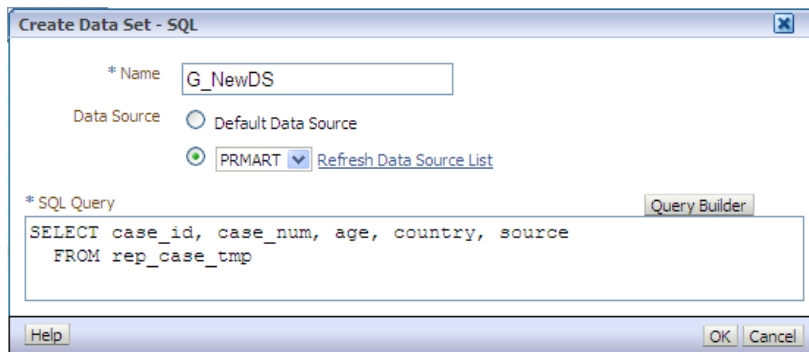 Create Data Set - SQL
* Name G_NewDS
Data Source Default Data Source
PRMART Refresh Data Source List
* SQL Query Query Builder
SELECT case_id, case_num, age, country, source
FROM rep_case_tmp
Help OK Cancel